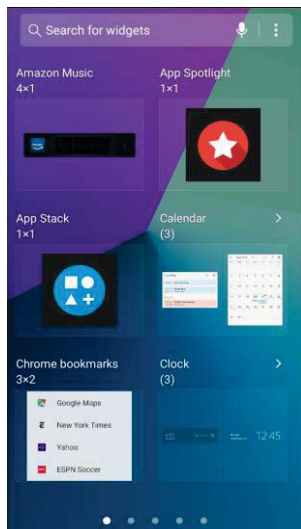 Search for widgets
Amazon Music
4×1
App Spotlight
1×1
App Stack
1×1
Calendar
(3)
Chrome bookmarks
3×2
Google Maps
New York Times
Yahoo
ESPN Soccer
Clock
(3)
12:45